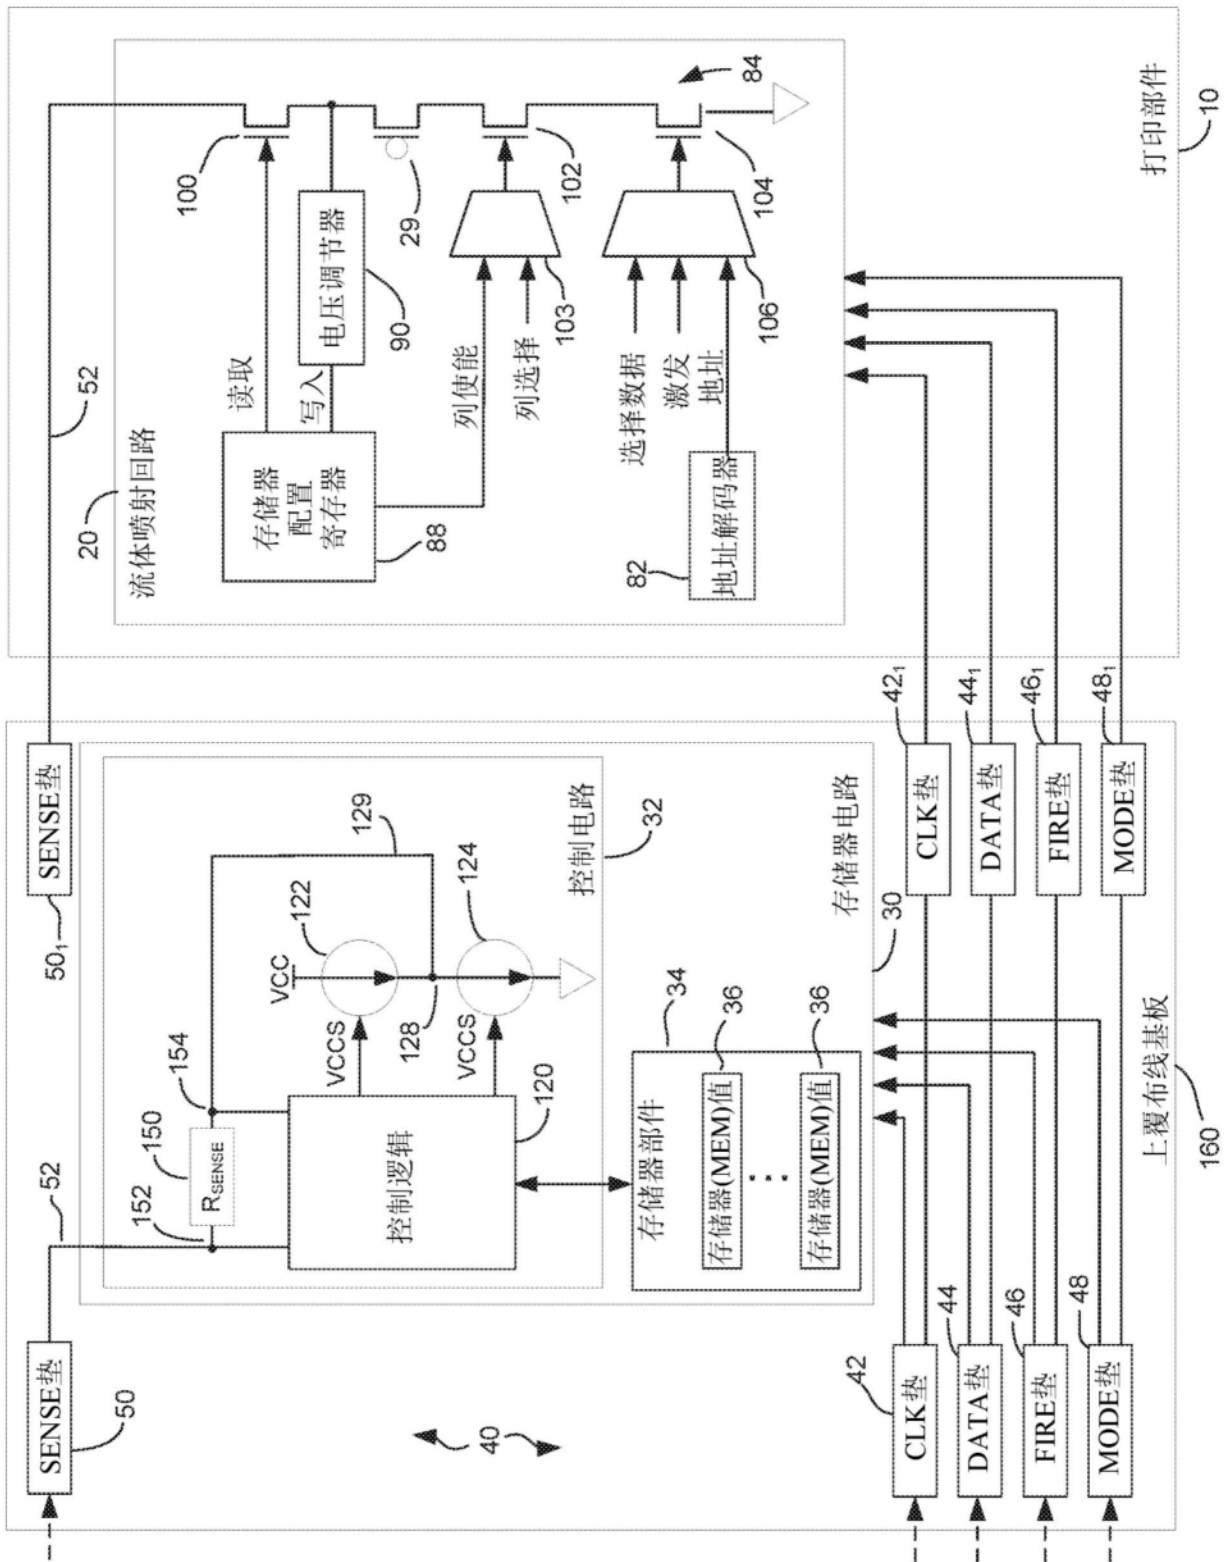 SENSE垫
50
52
152
150
RSENSE
154
控制逻辑
120
VCCS
VCCS
VCC
122
124
128
129
控制电路
32
存储器部件
34
存储器(MEM)值
36
存储器(MEM)值
36
存储器电路
30
40
SENSE垫
50₁
42
CLK垫
44
DATA垫
46
FIRE垫
48
MODE垫
上覆布线基板
160
42₁
CLK垫
44₁
DATA垫
46₁
FIRE垫
48₁
MODE垫
52
20
流体喷射回路
存储器
配置
寄存器
88
读取
写入
电压调节器
90
100
29
列使能
列选择
103
102
选择数据
激发
地址
106
104
84
82
地址解码器
打印部件
10